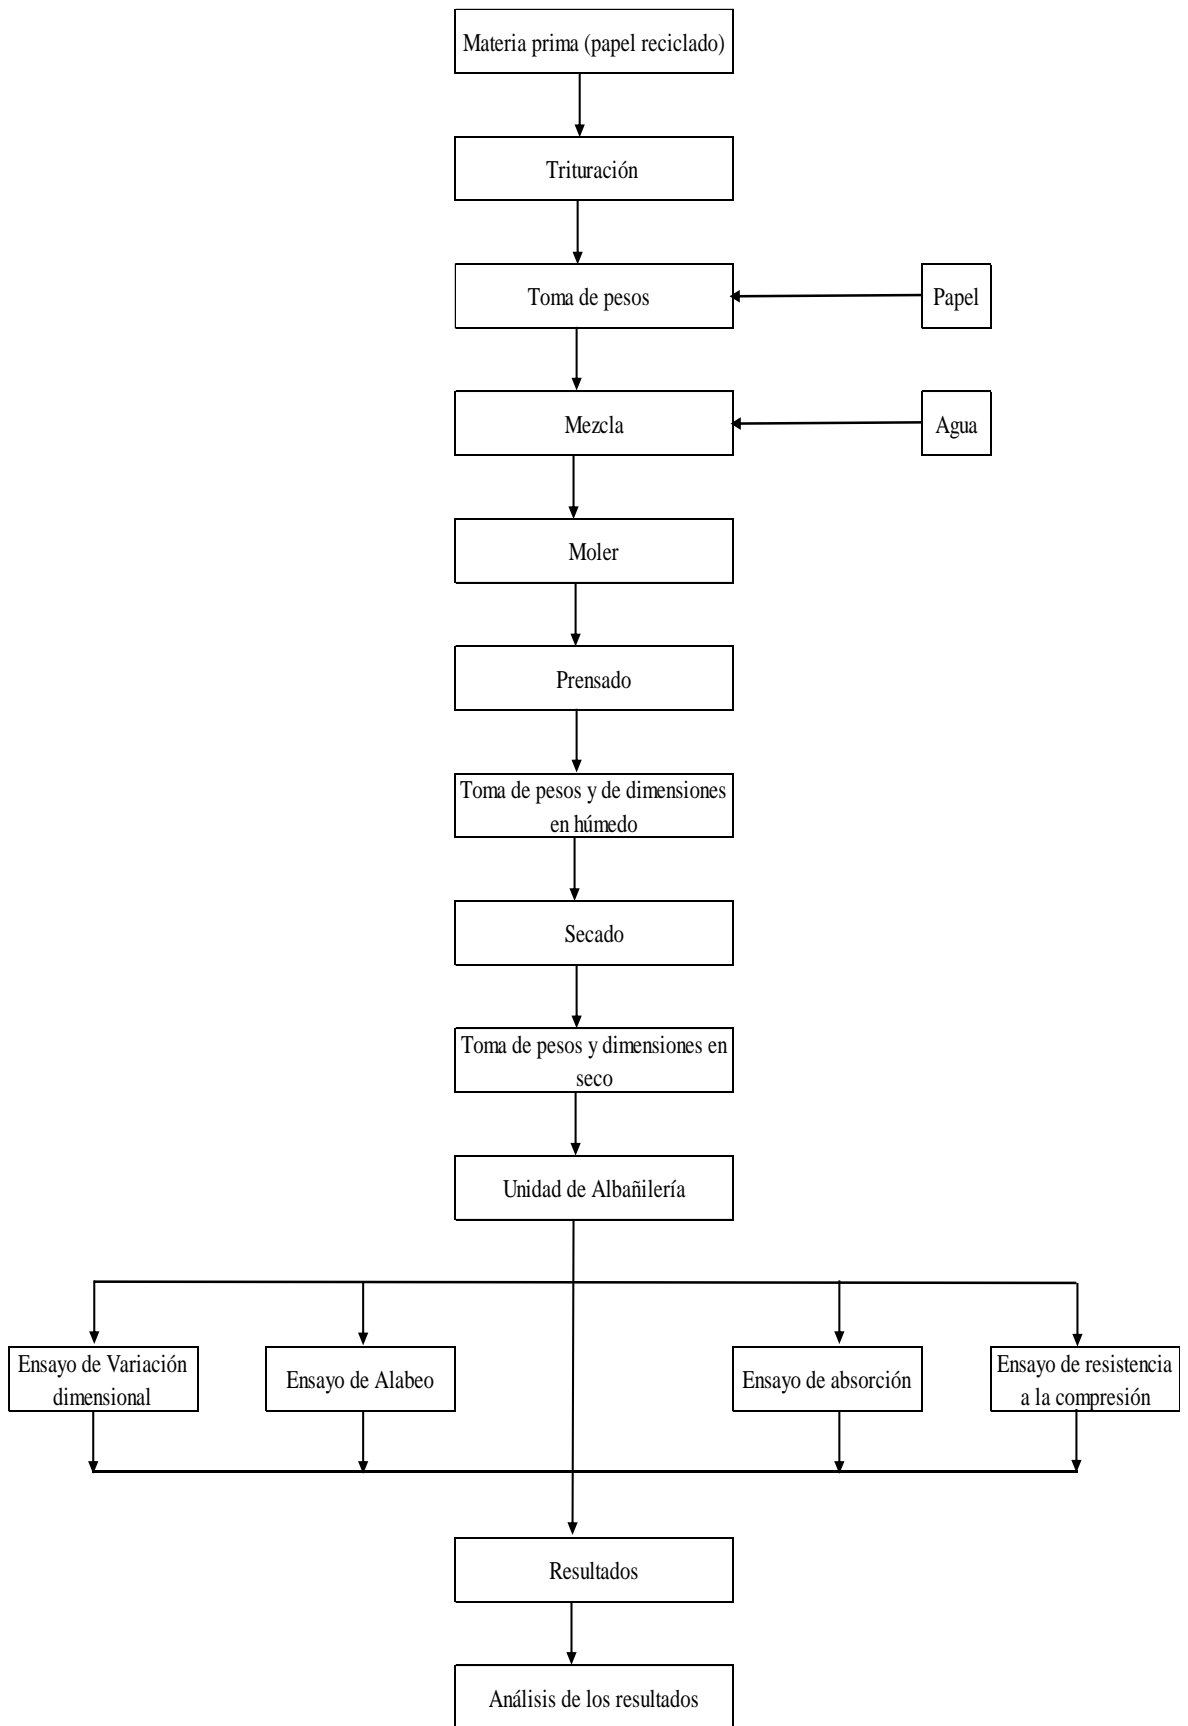 Materia prima (papel reciclado)
Trituración
Toma de pesos
Papel
Mezcla
Agua
Moler
Prensado
Toma de pesos y de dimensiones
en húmedo
Secado
Toma de pesos y dimensiones en
seco
Unidad de Albañilería
Ensayo de Variación
dimensional
Ensayo de Alabeo
Ensayo de absorción
Ensayo de resistencia
a la compresión
Resultados
Análisis de los resultados